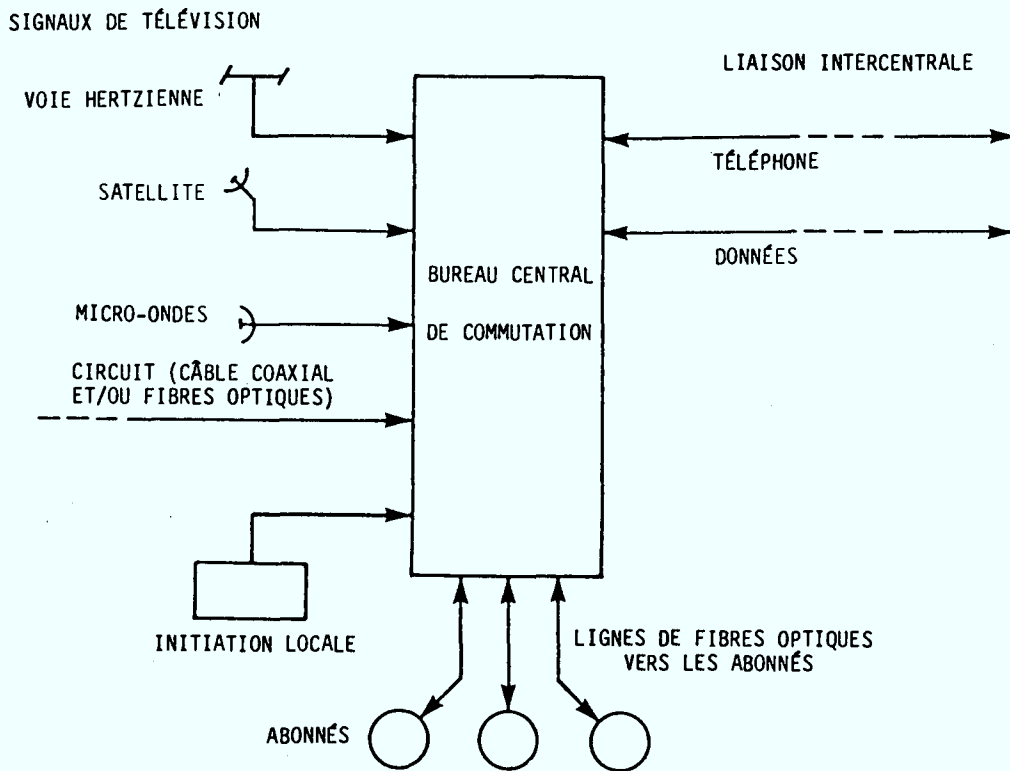 SIGNAUX DE TÉLÉVISION
VOIE HERTZIENNE
SATELLITE
MICRO-ONDES
CIRCUIT (CÂBLE COAXIAL
ET/OU FIBRES OPTIQUES)
INITIATION LOCALE
BUREAU CENTRAL
DE COMMUTATION
LIAISON INTERCENTRALE
TÉLÉPHONE
DONNÉES
LIGNES DE FIBRES OPTIQUES
VERS LES ABONNÉS
ABONNÉS